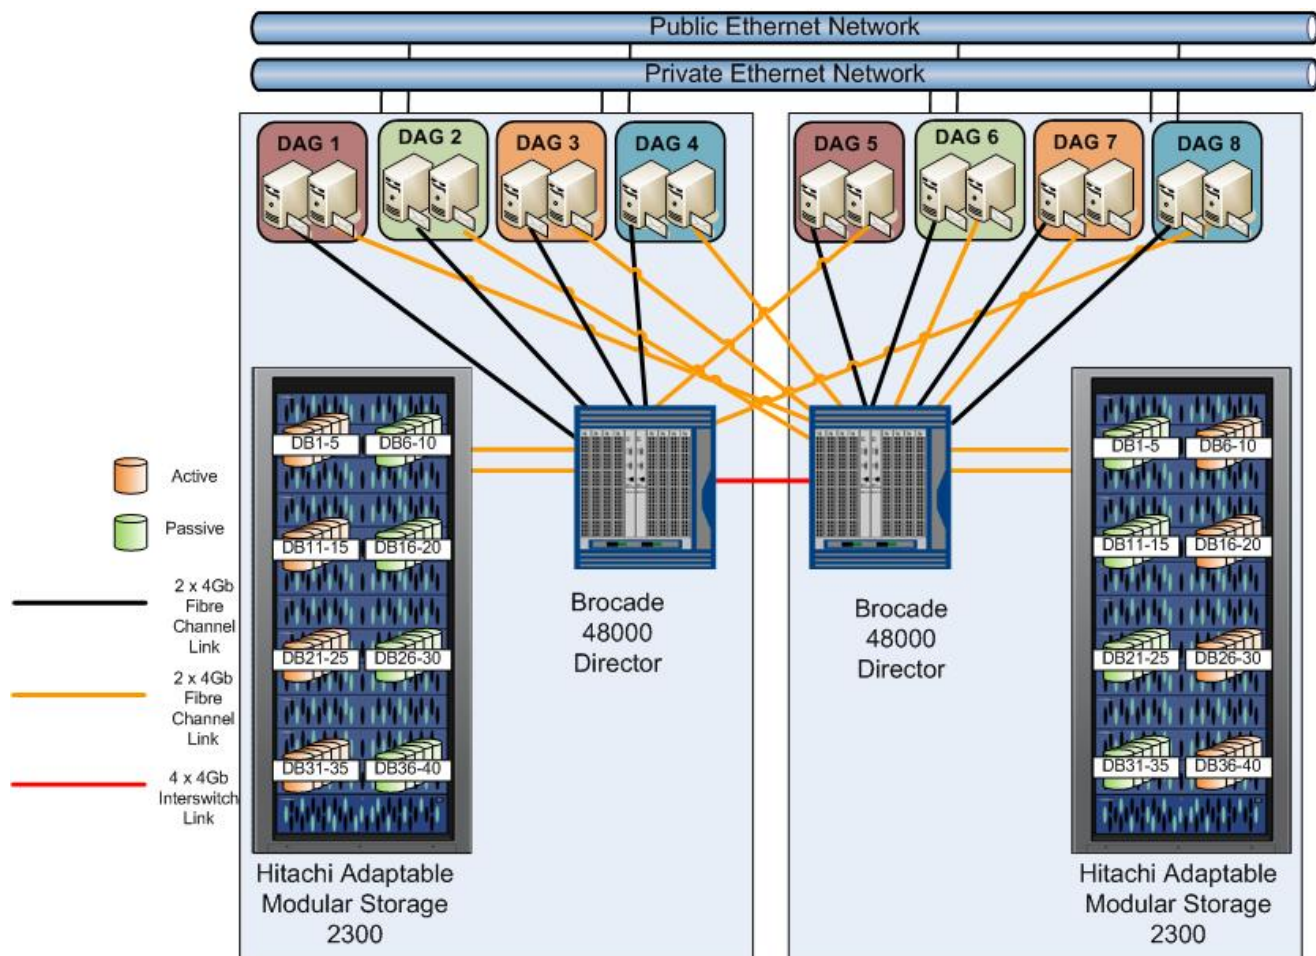 Public Ethernet Network
Private Ethernet Network
DAG 1
DAG 2
DAG 3
DAG 4
DAG 5
DAG 6
DAG 7
DAG 8
DB1-5
DB6-10
DB11-15
DB16-20
DB21-25
DB26-30
DB31-35
DB36-40
DB1-5
DB6-10
DB11-15
DB16-20
DB21-25
DB26-30
DB31-35
DB36-40
Active
Passive
2 x 4Gb
Fibre
Channel
Link
2 x 4Gb
Fibre
Channel
Link
4 x 4Gb
Interswitch
Link
Brocade
48000
Director
Brocade
48000
Director
Hitachi Adaptable
Modular Storage
2300
Hitachi Adaptable
Modular Storage
2300